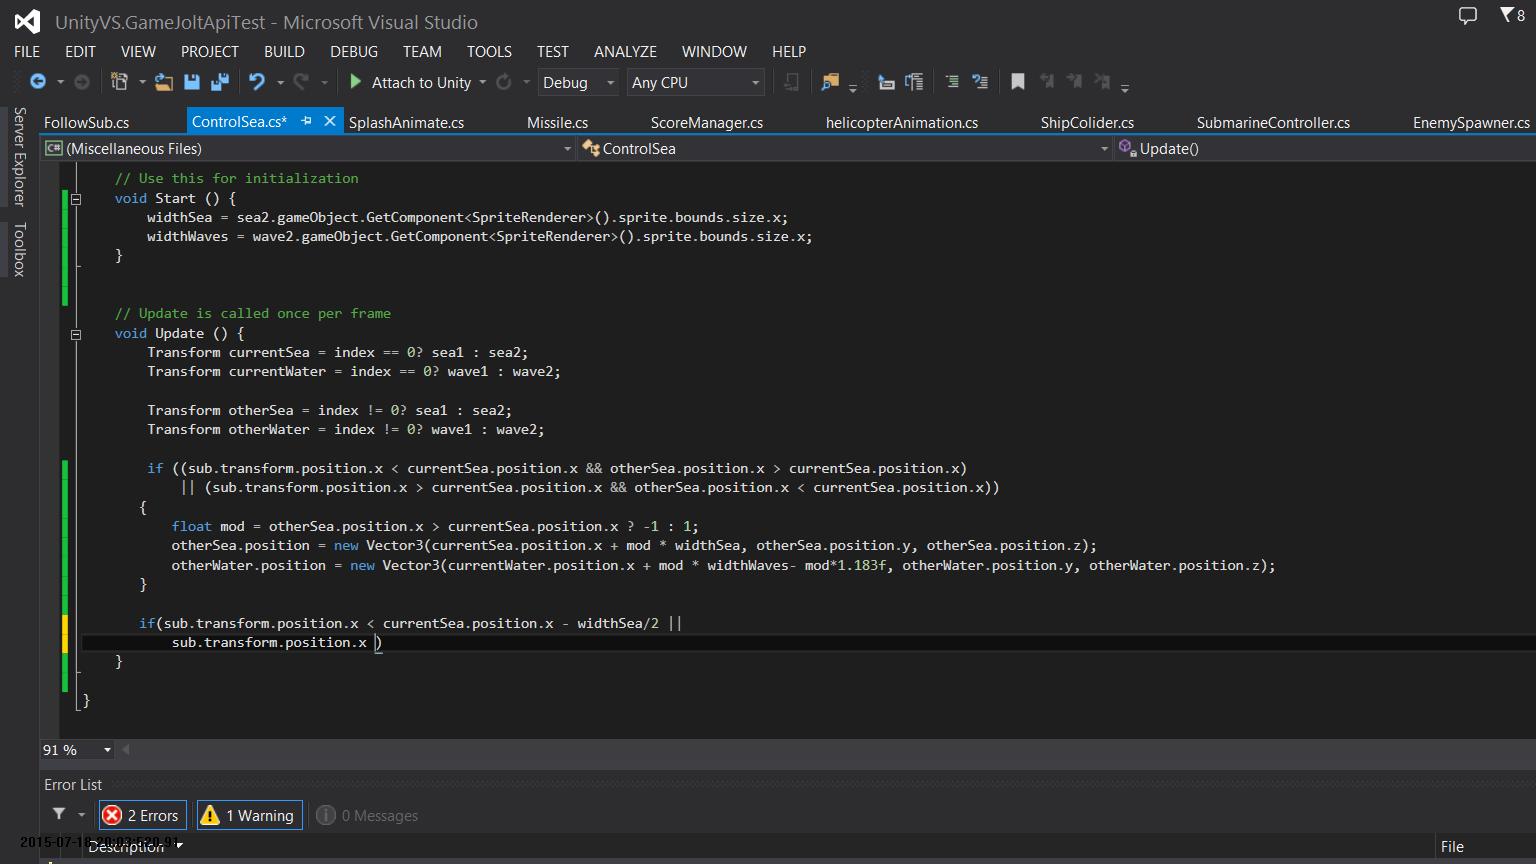 UnityVS.GameJoltApiTest - Microsoft Visual Studio
8
FILE EDIT VIEW PROJECT BUILD DEBUG TEAM TOOLS TEST ANALYZE WINDOW HELP
Attach to Unity Debug Any CPU
Server Explorer
Toolbox
FollowSub.cs ControlSea.cs* SplashAnimate.cs Missile.cs ScoreManager.cs helicopterAnimation.cs ShipColider.cs SubmarineController.cs EnemySpawner.cs
C# (Miscellaneous Files) ControlSea Update()
// Use this for initialization
void Start () {
widthSea = sea2.gameObject.GetComponent<SpriteRenderer>().sprite.bounds.size.x;
widthWaves = wave2.gameObject.GetComponent<SpriteRenderer>().sprite.bounds.size.x;
}
// Update is called once per frame
void Update () {
Transform currentSea = index == 0? sea1 : sea2;
Transform currentWater = index == 0? wave1 : wave2;
Transform otherSea = index != 0? sea1 : sea2;
Transform otherWater = index != 0? wave1 : wave2;
if ((sub.transform.position.x < currentSea.position.x && otherSea.position.x > currentSea.position.x)
|| (sub.transform.position.x > currentSea.position.x && otherSea.position.x < currentSea.position.x))
{
float mod = otherSea.position.x > currentSea.position.x ? -1 : 1;
otherSea.position = new Vector3(currentSea.position.x + mod * widthSea, otherSea.position.y, otherSea.position.z);
otherWater.position = new Vector3(currentWater.position.x + mod * widthWaves- mod*1.183f, otherWater.position.y, otherWater.position.z);
}
if(sub.transform.position.x < currentSea.position.x - widthSea/2 ||
sub.transform.position.x )
}
}
91 %
Error List
2 Errors 1 Warning 0 Messages
Description File